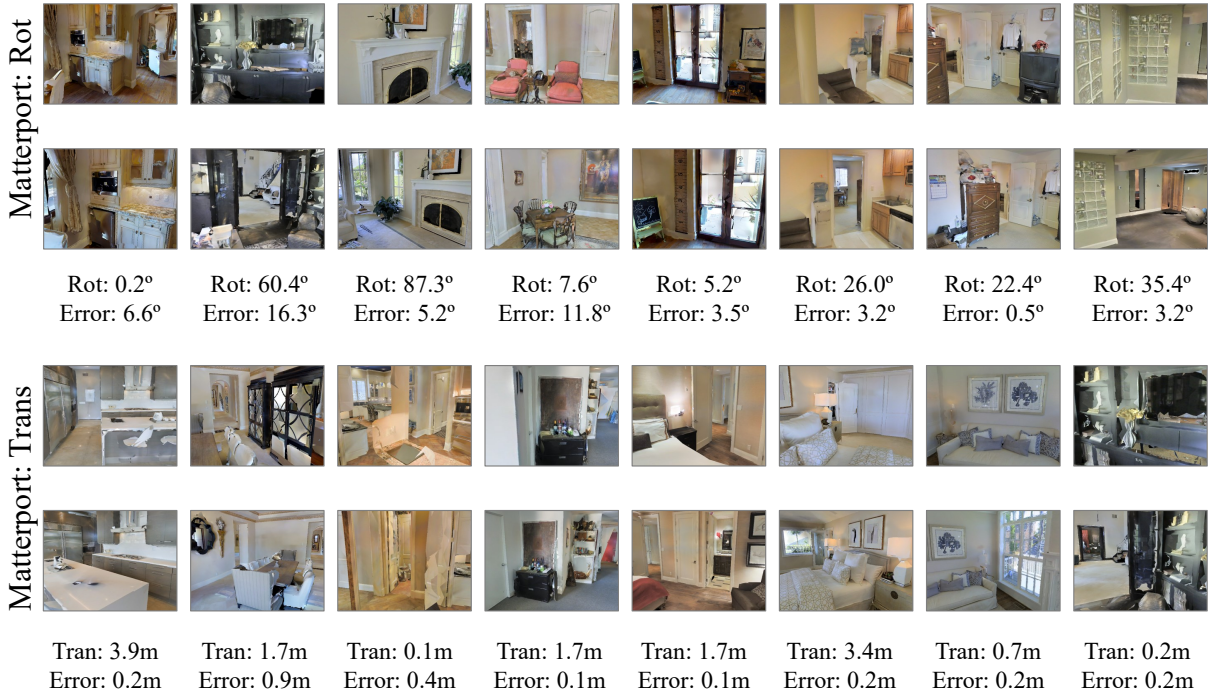 Matterport: Rot
Rot: 0.2º Rot: 60.4º Rot: 87.3º Rot: 7.6º Rot: 5.2º Rot: 26.0º Rot: 22.4º Rot: 35.4º
Error: 6.6º Error: 16.3º Error: 5.2º Error: 11.8º Error: 3.5º Error: 3.2º Error: 0.5º Error: 3.2º
Matterport: Trans
Tran: 3.9m Tran: 1.7m Tran: 0.1m Tran: 1.7m Tran: 1.7m Tran: 3.4m Tran: 0.7m Tran: 0.2m
Error: 0.2m Error: 0.9m Error: 0.4m Error: 0.1m Error: 0.1m Error: 0.2m Error: 0.2m Error: 0.2m